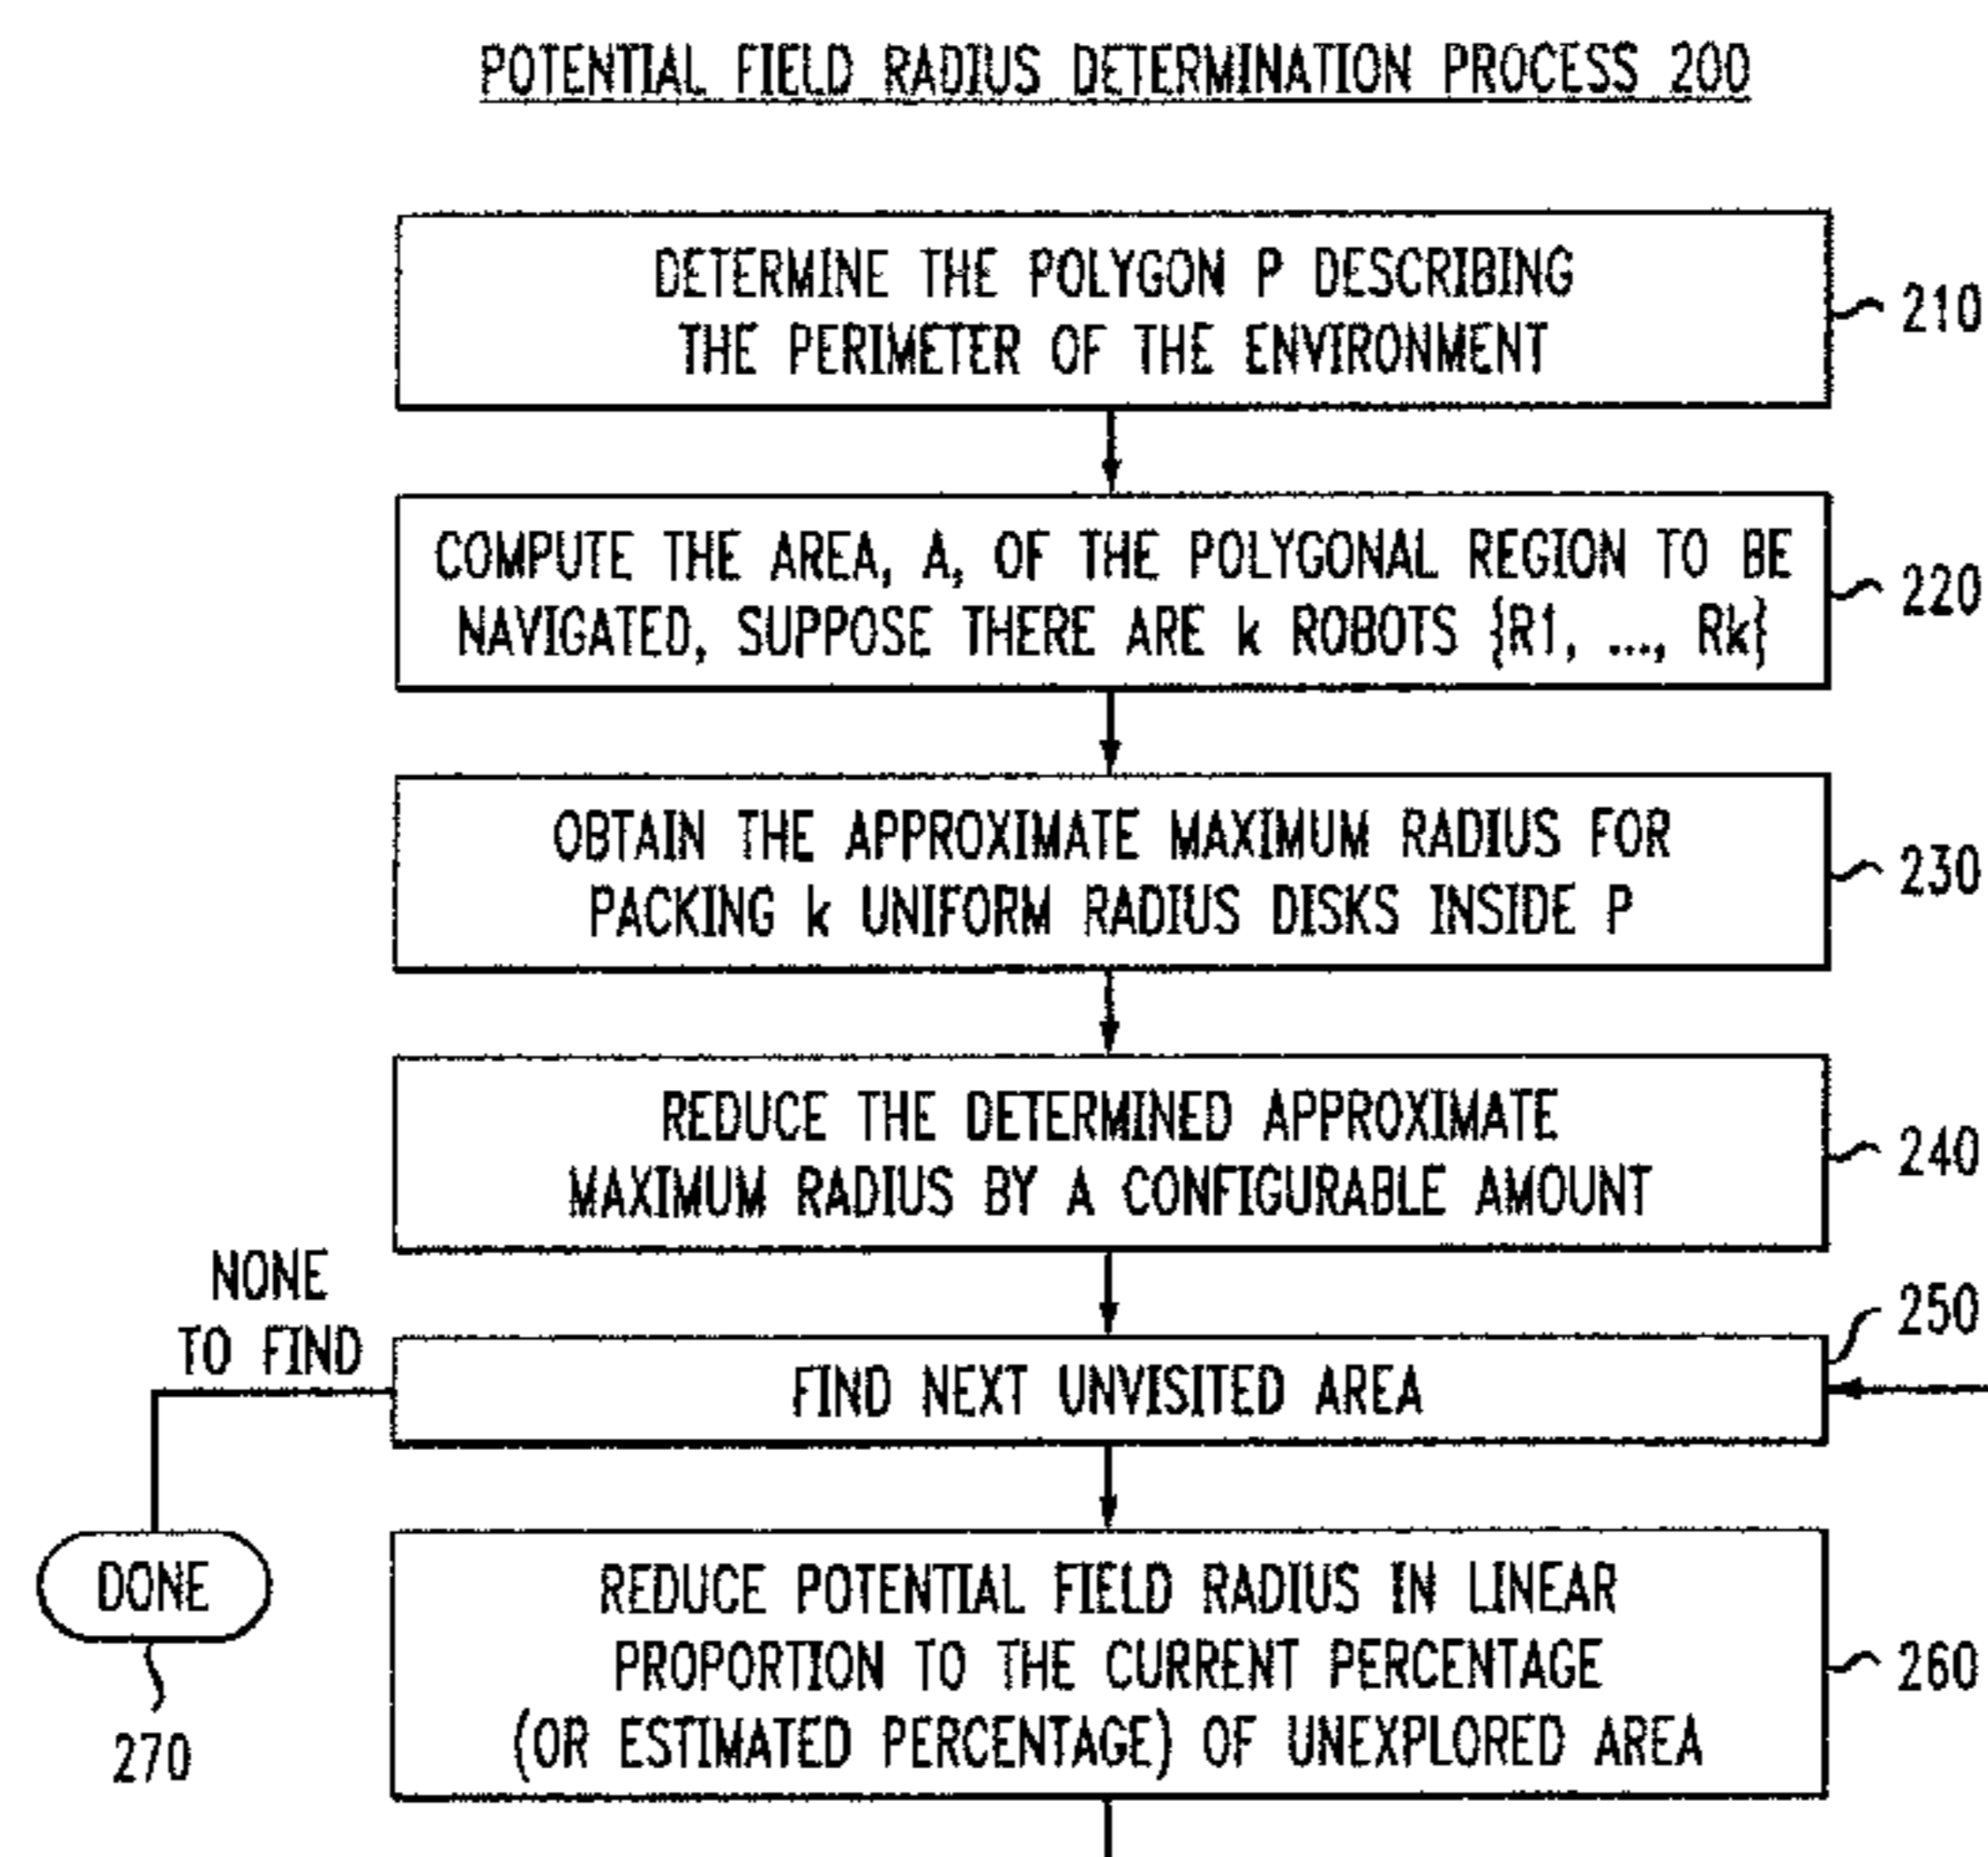 POTENTIAL FIELD RADIUS DETERMINATION PROCESS 200
DETERMINE THE POLYGON P DESCRIBING
THE PERIMETER OF THE ENVIRONMENT
210
COMPUTE THE AREA, A, OF THE POLYGONAL REGION TO BE
NAVIGATED, SUPPOSE THERE ARE k ROBOTS {R1, ..., Rk}
220
OBTAIN THE APPROXIMATE MAXIMUM RADIUS FOR
PACKING k UNIFORM RADIUS DISKS INSIDE P
230
REDUCE THE DETERMINED APPROXIMATE
MAXIMUM RADIUS BY A CONFIGURABLE AMOUNT
240
NONE
TO FIND
FIND NEXT UNVISITED AREA
250
DONE
270
REDUCE POTENTIAL FIELD RADIUS IN LINEAR
PROPORTION TO THE CURRENT PERCENTAGE
(OR ESTIMATED PERCENTAGE) OF UNEXPLORED AREA
260